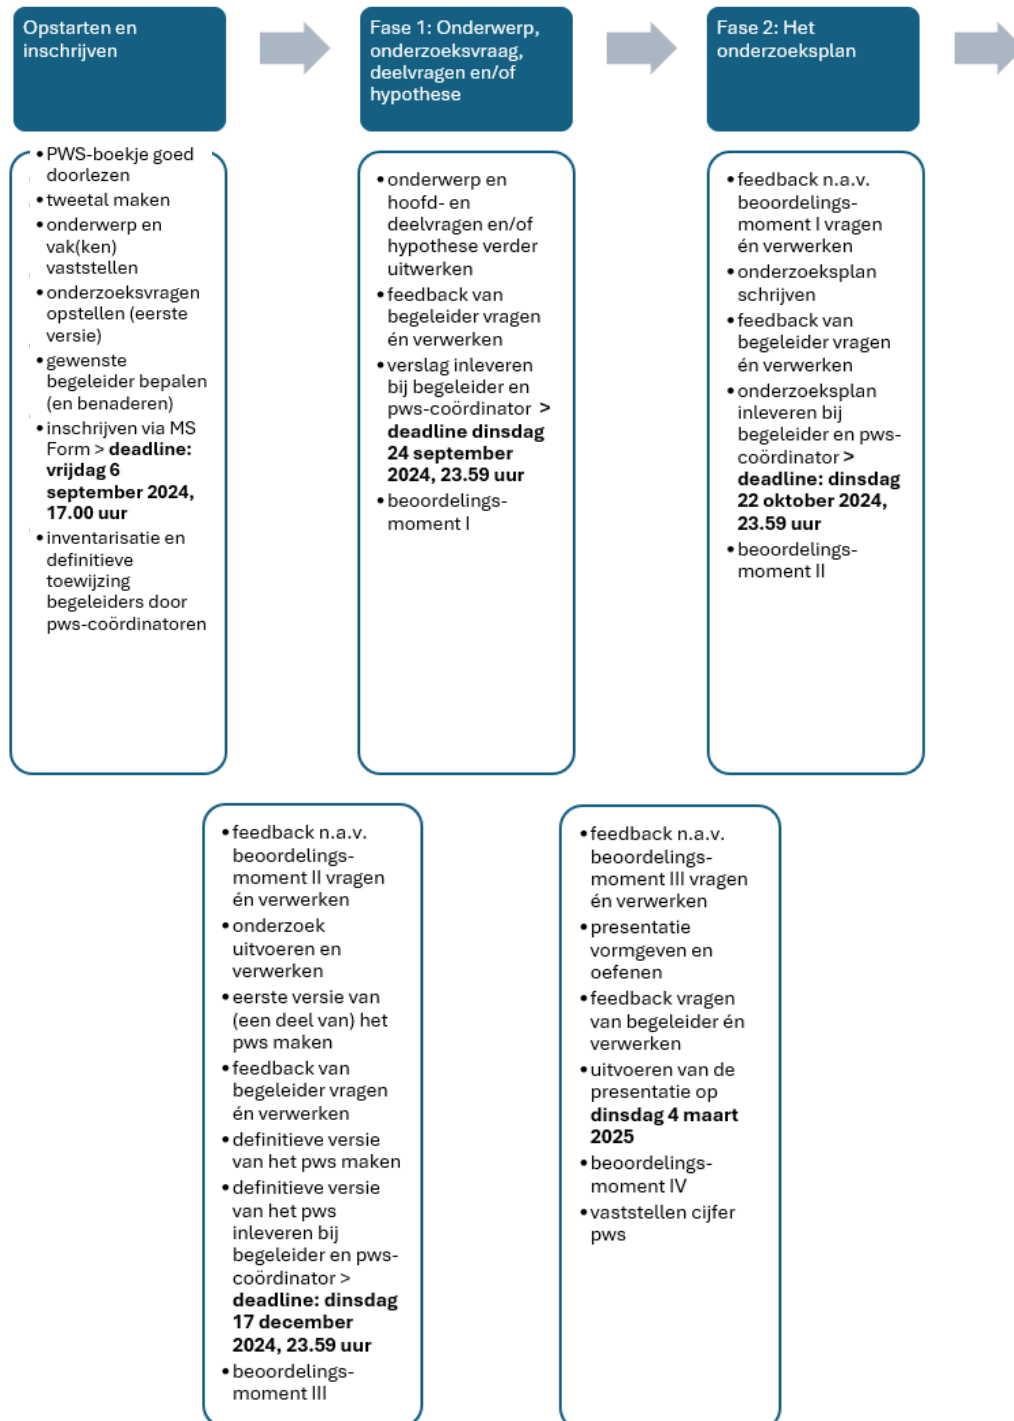 Opstarten en
inschrijven
Fase 1: Onderwerp,
onderzoeksvraag,
deelvragen en/of
hypothese
Fase 2: Het
onderzoeksplan
• PWS-boekje goed
doorlezen
• tweetal maken
• onderwerp en
vak(ken)
vaststellen
• onderzoeksvragen
opstellen (eerste
versie)
• gewenste
begeleider bepalen
(en benaderen)
• inschrijven via MS
Form > deadline:
vrijdag 6
september 2024,
17.00 uur
• inventarisatie en
definitieve
toewijzing
begeleiders door
pws-coördinatoren
• onderwerp en
hoofd- en
deelvragen en/of
hypothese verder
uitwerken
• feedback van
begeleider vragen
én verwerken
• verslag inleveren
bij begeleider en
pws-coördinator >
deadline dinsdag
24 september
2024, 23.59 uur
• beoordelings-
moment I
• feedback n.a.v.
beoordelings-
moment I vragen
én verwerken
• onderzoeksplan
schrijven
• feedback van
begeleider vragen
én verwerken
• onderzoeksplan
inleveren bij
begeleider en pws-
coördinator >
deadline: dinsdag
22 oktober 2024,
23.59 uur
• beoordelings-
moment II
• feedback n.a.v.
beoordelings-
moment II vragen
én verwerken
• onderzoek
uitvoeren en
verwerken
• eerste versie van
(een deel van) het
pws maken
• feedback van
begeleider vragen
én verwerken
• definitieve versie
van het pws maken
• definitieve versie
van het pws
inleveren bij
begeleider en pws-
coördinator >
deadline: dinsdag
17 december
2024, 23.59 uur
• beoordelings-
moment III
• feedback n.a.v.
beoordelings-
moment III vragen
én verwerken
• presentatie
vormgeven en
oefenen
• feedback vragen
van begeleider én
verwerken
• uitvoeren van de
presentatie op
dinsdag 4 maart
2025
• beoordelings-
moment IV
• vaststellen cijfer
pws